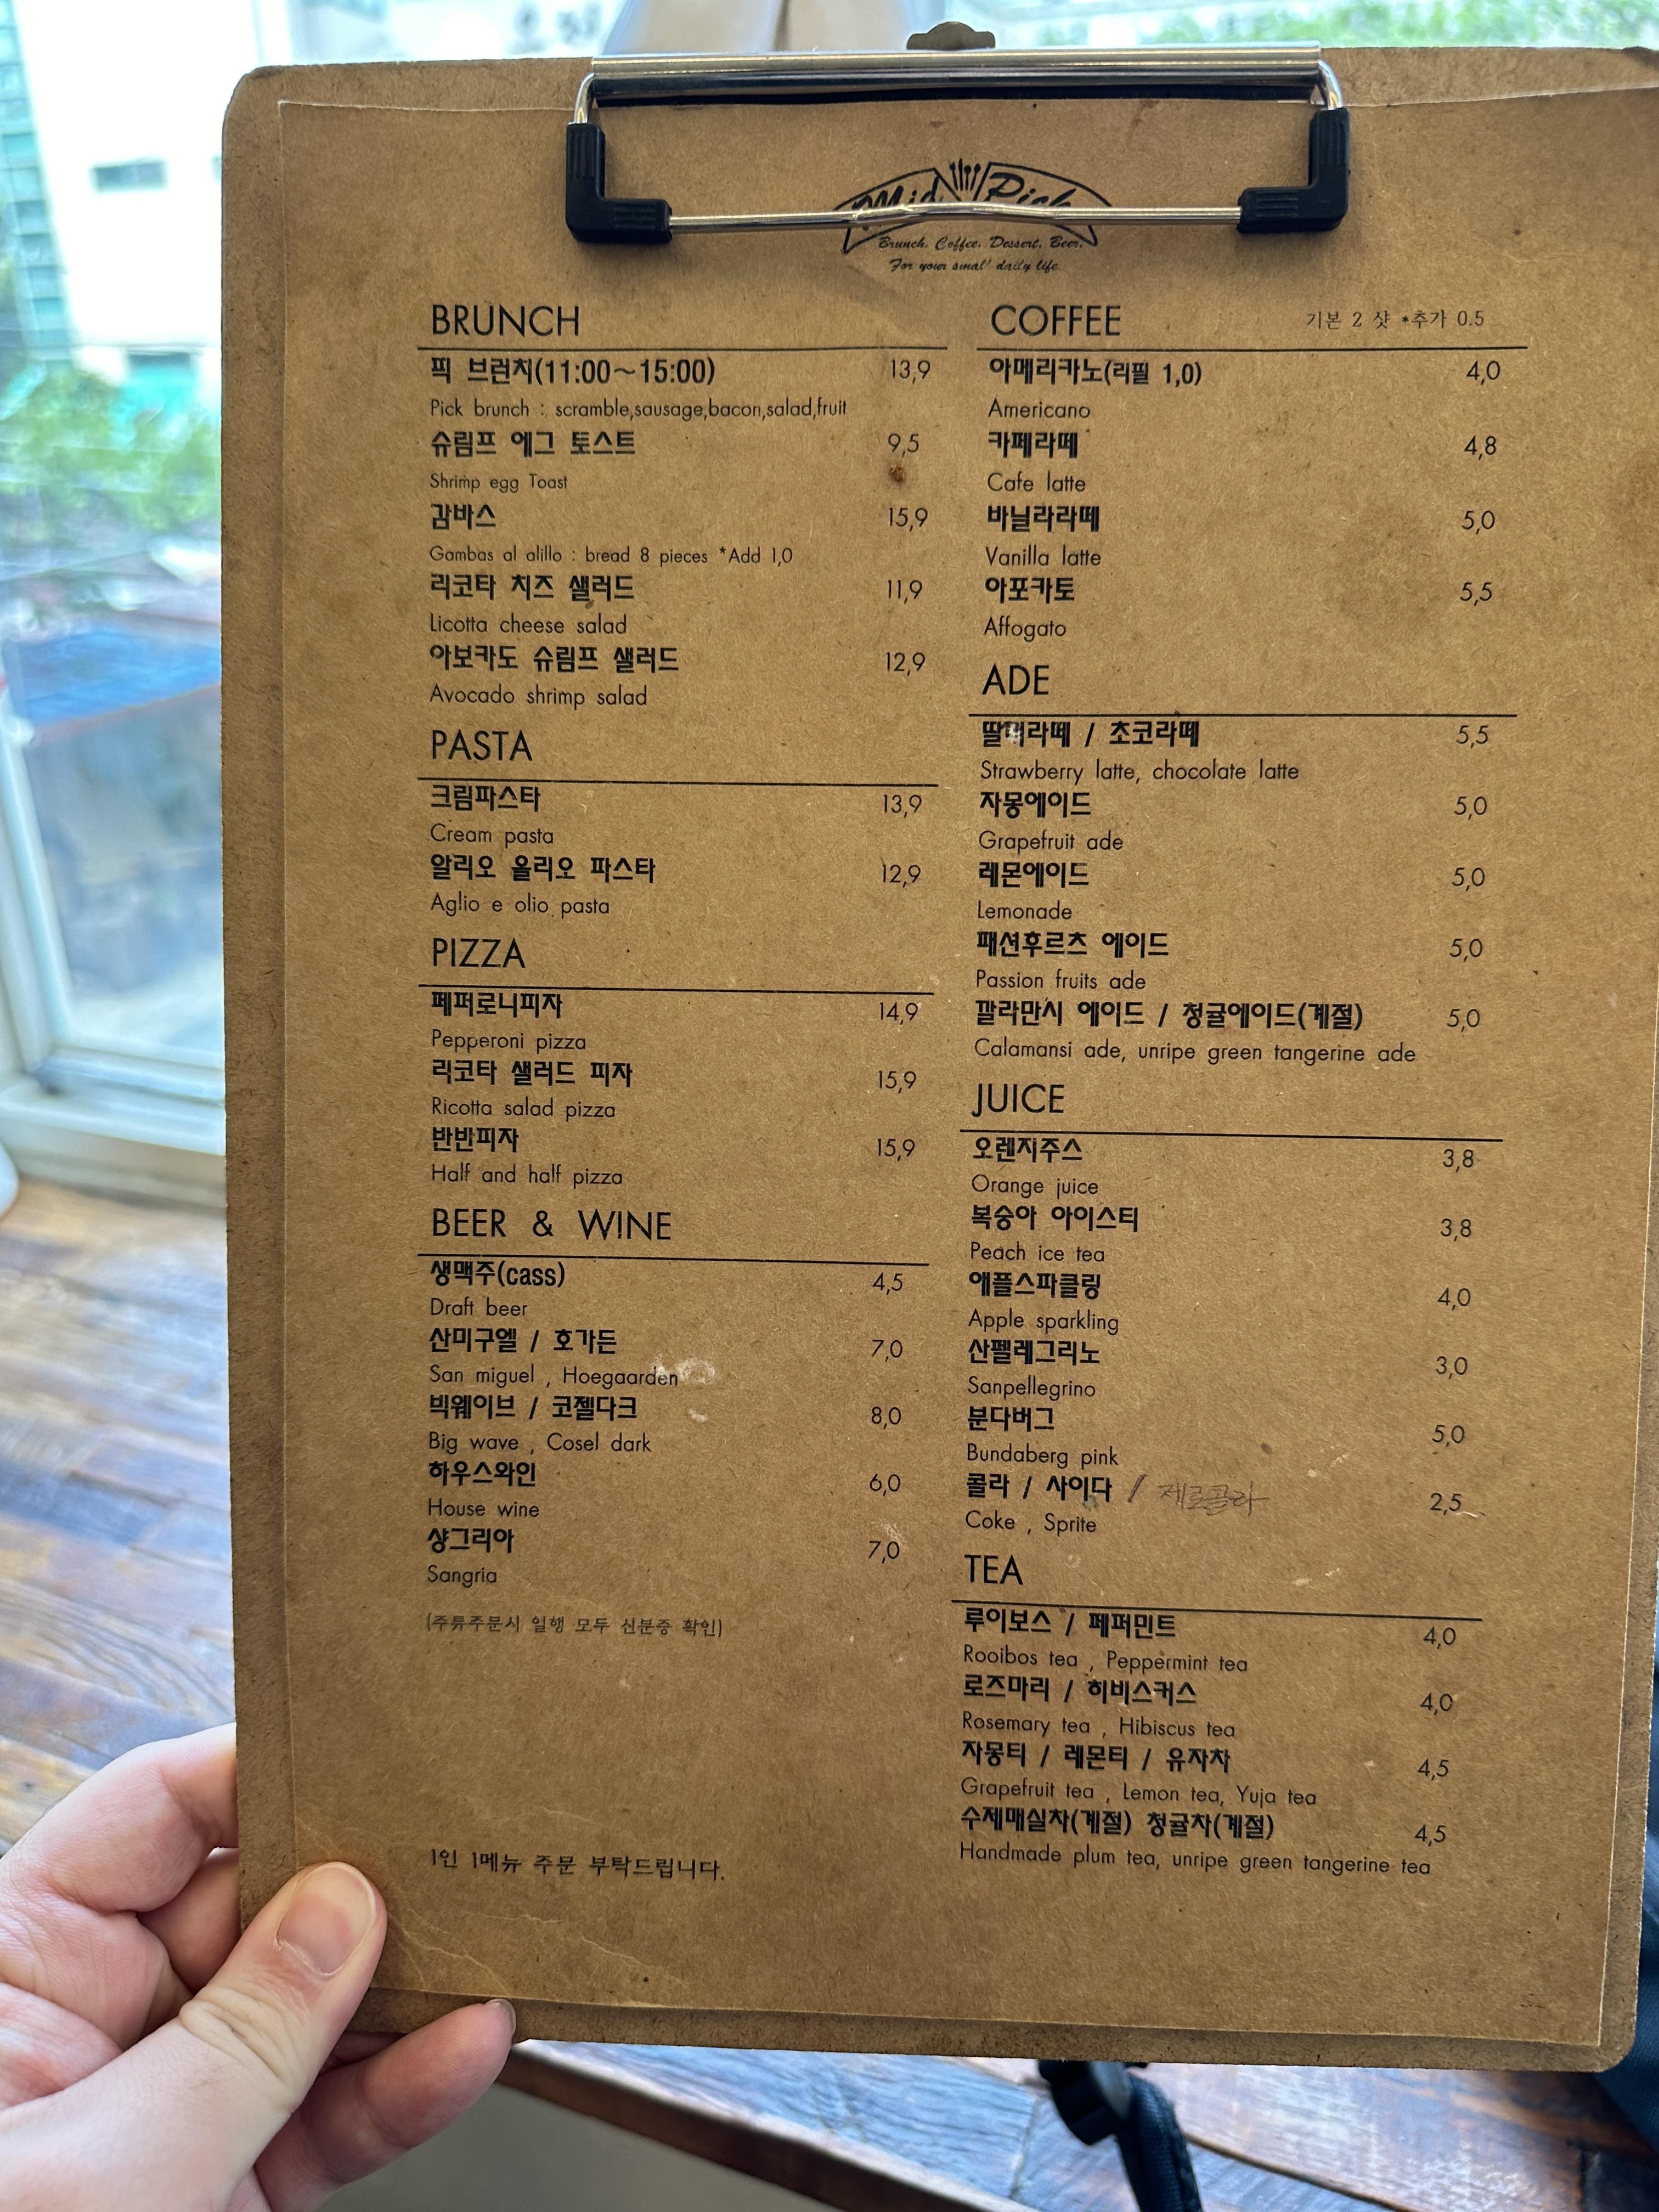 Mid Pick
Brunch. Coffee. Dessert. Beer.
For your small daily life.
BRUNCH
픽 브런치(11:00~15:00) 13,9
Pick brunch : scramble,sausage,bacon,salad,fruit
슈림프 에그 토스트 9,5
Shrimp egg Toast
감바스 15,9
Gambas al alillo : bread 8 pieces *Add 1,0
리코타 치즈 샐러드 11,9
Licotta cheese salad
아보카도 슈림프 샐러드 12,9
Avocado shrimp salad
PASTA
크림파스타 13,9
Cream pasta
알리오 올리오 파스타 12,9
Aglio e olio pasta
PIZZA
페퍼로니피자 14,9
Pepperoni pizza
리코타 샐러드 피자 15,9
Ricotta salad pizza
반반피자 15,9
Half and half pizza
BEER & WINE
생맥주(cass) 4,5
Draft beer
산미구엘 / 호가든 7,0
San miguel , Hoegaarden
빅웨이브 / 코젤다크 8,0
Big wave , Cosel dark
하우스와인 6,0
House wine
샹그리아 7,0
Sangria
(주류주문시 일행 모두 신분증 확인)
1인 1메뉴 주문 부탁드립니다.
COFFEE 기본 2 샷 *추가 0.5
아메리카노(리필 1,0) 4,0
Americano
카페라떼 4,8
Cafe latte
바닐라라떼 5,0
Vanilla latte
아포카토 5,5
Affogato
ADE
딸기라떼 / 초코라떼 5,5
Strawberry latte, chocolate latte
자몽에이드 5,0
Grapefruit ade
레몬에이드 5,0
Lemonade
패션후르츠 에이드 5,0
Passion fruits ade
깔라만시 에이드 / 청귤에이드(계절) 5,0
Calamansi ade, unripe green tangerine ade
JUICE
오렌지주스 3,8
Orange juice
복숭아 아이스티 3,8
Peach ice tea
애플스파클링 4,0
Apple sparkling
산펠레그리노 3,0
Sanpellegrino
분다버그 5,0
Bundaberg pink
콜라 / 사이다 / 제로콜라 2,5
Coke , Sprite
TEA
루이보스 / 페퍼민트 4,0
Rooibos tea , Peppermint tea
로즈마리 / 히비스커스 4,0
Rosemary tea , Hibiscus tea
자몽티 / 레몬티 / 유자차 4,5
Grapefruit tea , Lemon tea, Yuja tea
수제매실차(계절) 청귤차(계절) 4,5
Handmade plum tea, unripe green tangerine tea